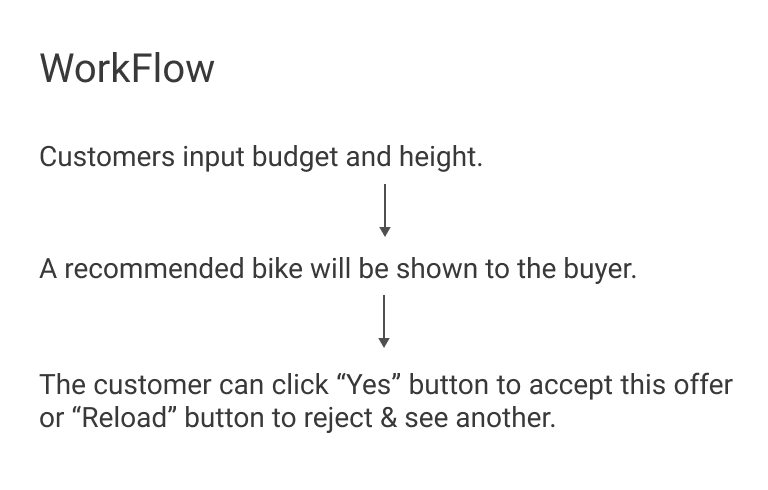 WorkFlow
Customers input budget and height.
A recommended bike will be shown to the buyer.
The customer can click “Yes” button to accept this offer
or “Reload” button to reject & see another.